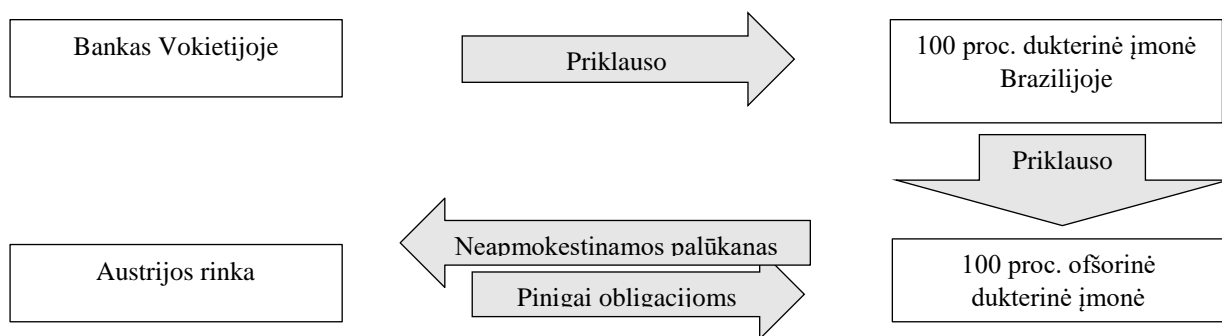 Bankas Vokietijoje
Priklauso
100 proc. dukterinė įmonė
Brazilijoje
Priklauso
Neapmokestinamos palūkanas
Austrijos rinka
Pinigai obligacijoms
100 proc. ofšorinė
dukterinė įmonė